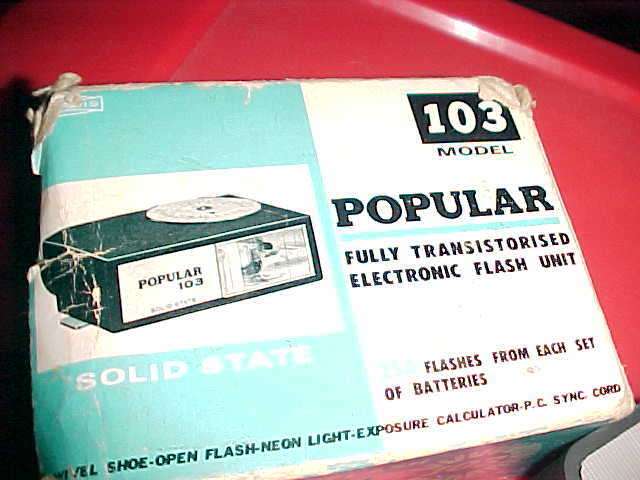 103
MODEL
POPULAR
FULLY TRANSISTORISED
ELECTRONIC FLASH UNIT
POPULAR
103
SOLID STATE
SOLID STATE
FLASHES FROM EACH SET
OF BATTERIES
SHOE-OPEN FLASH-NEON LIGHT-EXPOSURE CALCULATOR-P.C. SYNC. CORD